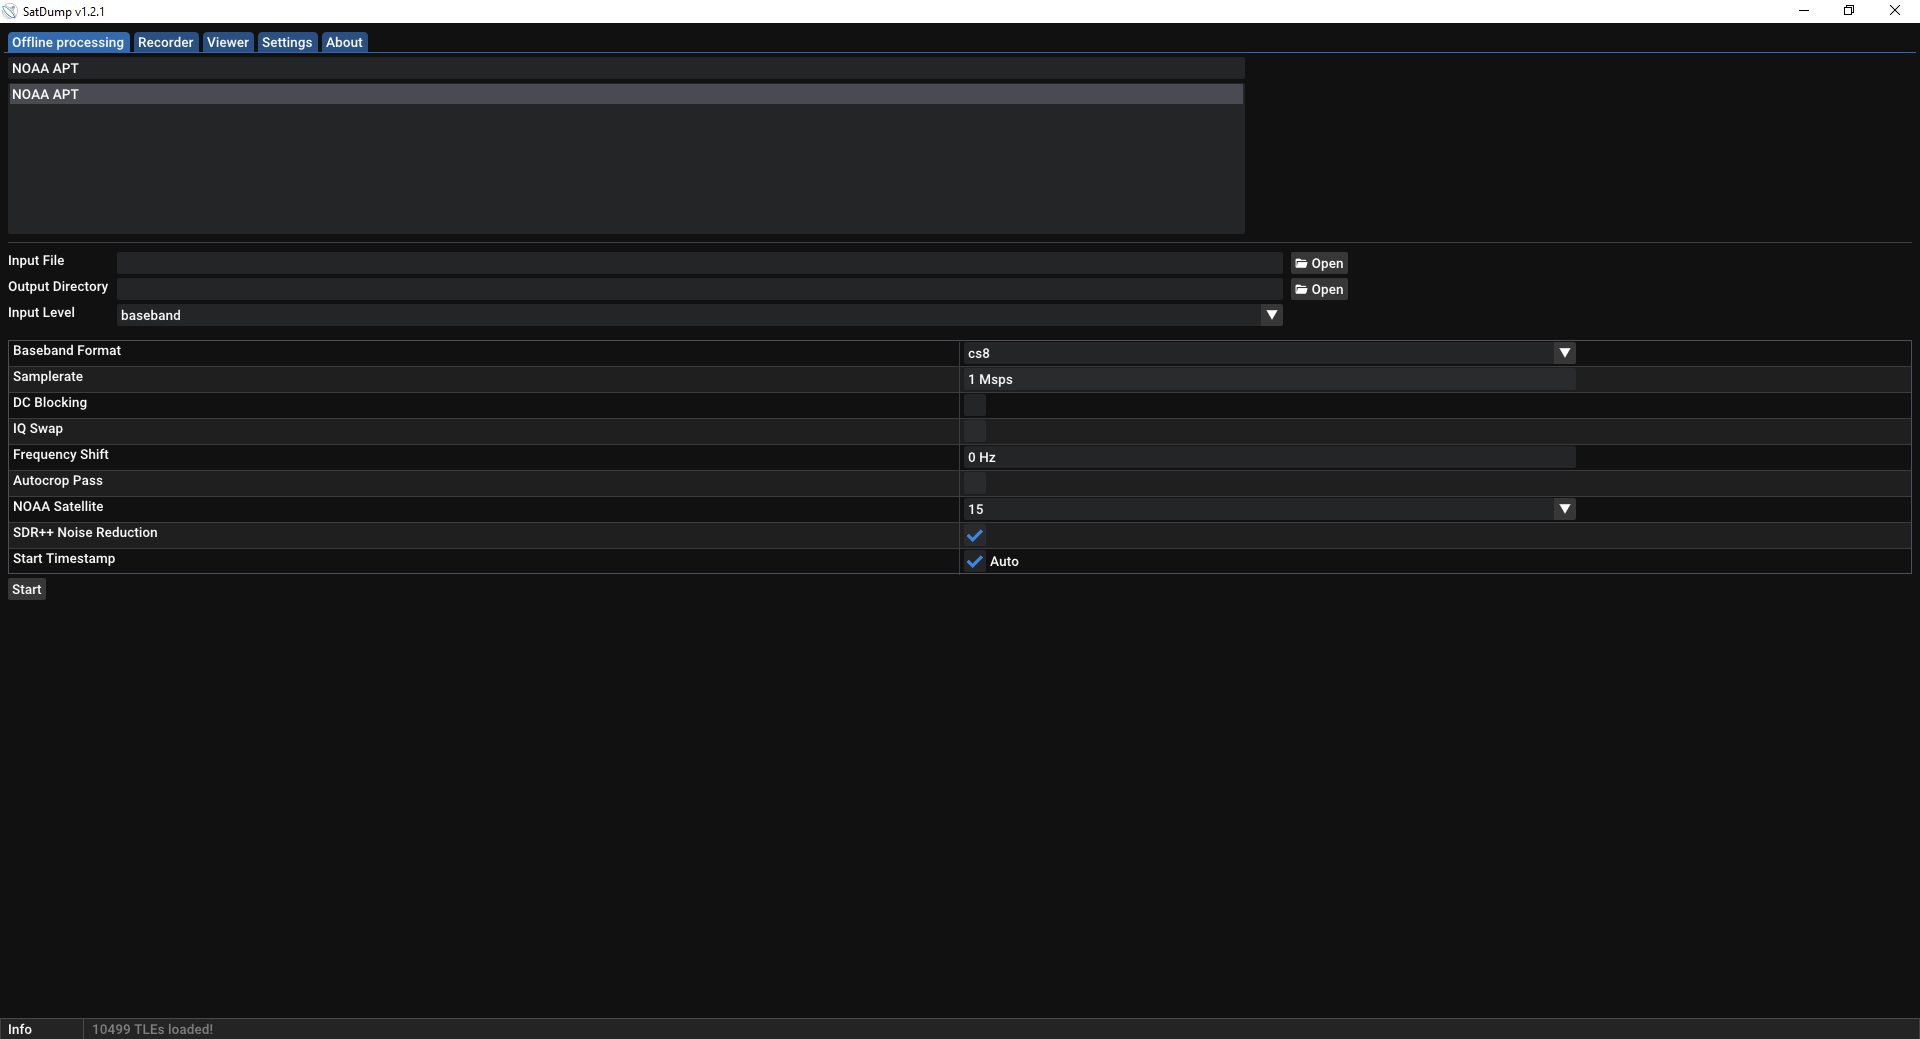 SatDump v1.2.1
Offline processing Recorder Viewer Settings About
NOAA APT
NOAA APT
Input File Open
Output Directory Open
Input Level baseband
Baseband Format cs8
Samplerate 1 Msps
DC Blocking
IQ Swap
Frequency Shift 0 Hz
Autocrop Pass
NOAA Satellite 15
SDR++ Noise Reduction
Start Timestamp Auto
Start
Info 10499 TLEs loaded!